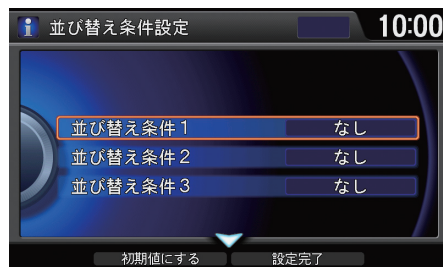 並び替え条件設定 10:00
並び替え条件1 なし
並び替え条件2 なし
並び替え条件3 なし
初期値にする 設定完了